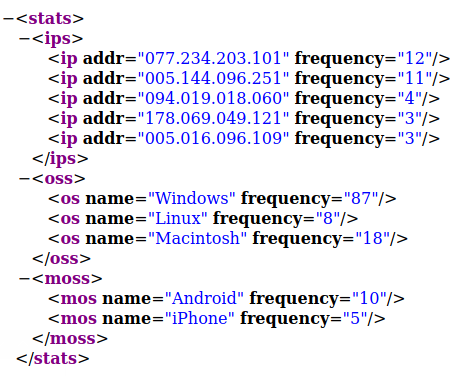 −<stats>
−<ips>
<ip addr="077.234.203.101" frequency="12"/>
<ip addr="005.144.096.251" frequency="11"/>
<ip addr="094.019.018.060" frequency="4"/>
<ip addr="178.069.049.121" frequency="3"/>
<ip addr="005.016.096.109" frequency="3"/>
</ips>
−<oss>
<os name="Windows" frequency="87"/>
<os name="Linux" frequency="8"/>
<os name="Macintosh" frequency="18"/>
</oss>
−<moss>
<mos name="Android" frequency="10"/>
<mos name="iPhone" frequency="5"/>
</moss>
</stats>